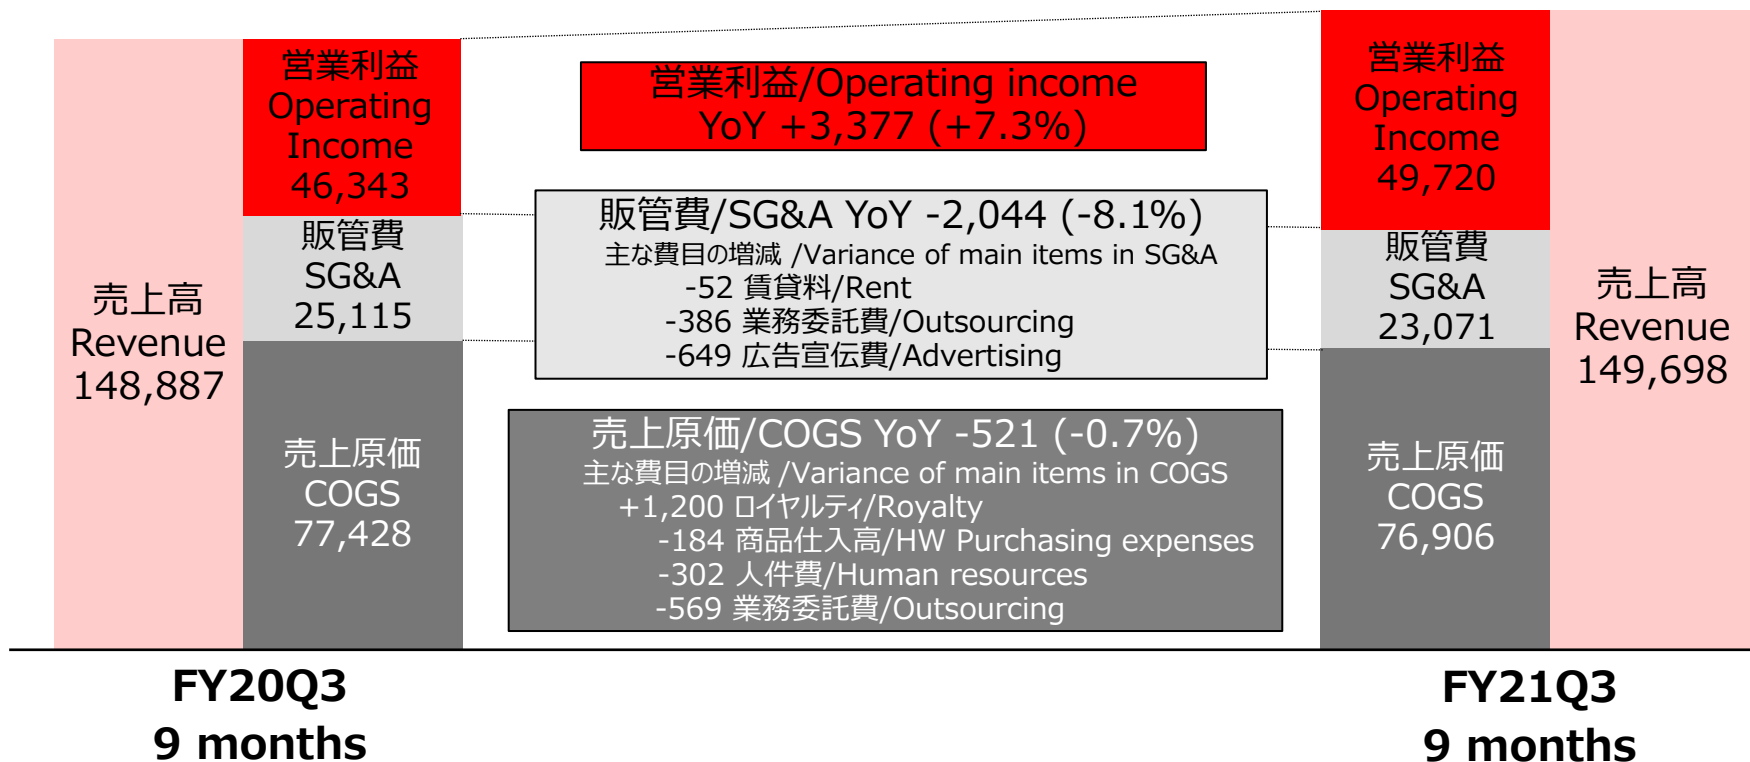 売上高
Revenue
148,887
営業利益
Operating
Income
46,343
販管費
SG&A
25,115
売上原価
COGS
77,428
営業利益/Operating income
YoY +3,377 (+7.3%)
販管費/SG&A YoY -2,044 (-8.1%)
主な費目の増減 /Variance of main items in SG&A
-52 賃貸料/Rent
-386 業務委託費/Outsourcing
-649 広告宣伝費/Advertising
売上原価/COGS YoY -521 (-0.7%)
主な費目の増減 /Variance of main items in COGS
+1,200 ロイヤルティ/Royalty
-184 商品仕入高/HW Purchasing expenses
-302 人件費/Human resources
-569 業務委託費/Outsourcing
営業利益
Operating
Income
49,720
販管費
SG&A
23,071
売上原価
COGS
76,906
売上高
Revenue
149,698
FY20Q3
9 months
FY21Q3
9 months